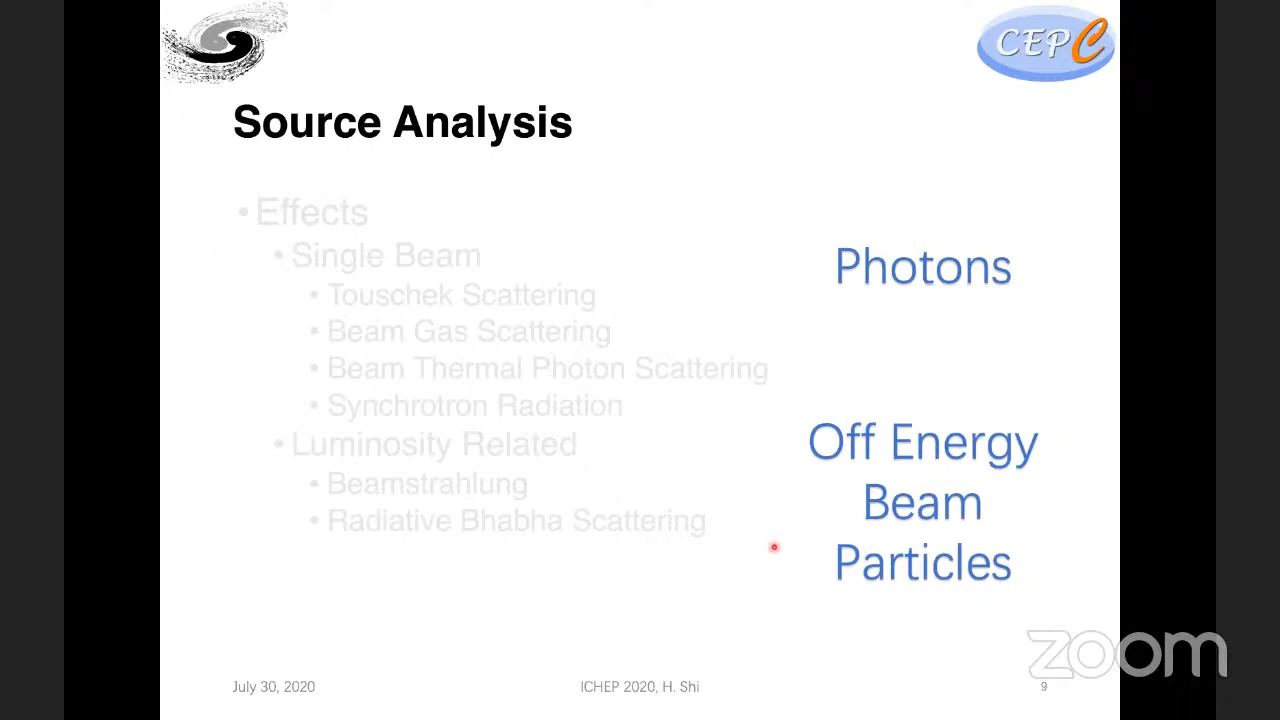 CEPC
Source Analysis
• Effects
• Single Beam
• Touschek Scattering
• Beam Gas Scattering
• Beam Thermal Photon Scattering
• Synchrotron Radiation
• Luminosity Related
• Beamstrahlung
• Radiative Bhabha Scattering
Photons
Off Energy
Beam
Particles
zoom
July 30, 2020
ICHEP 2020, H. Shi
9